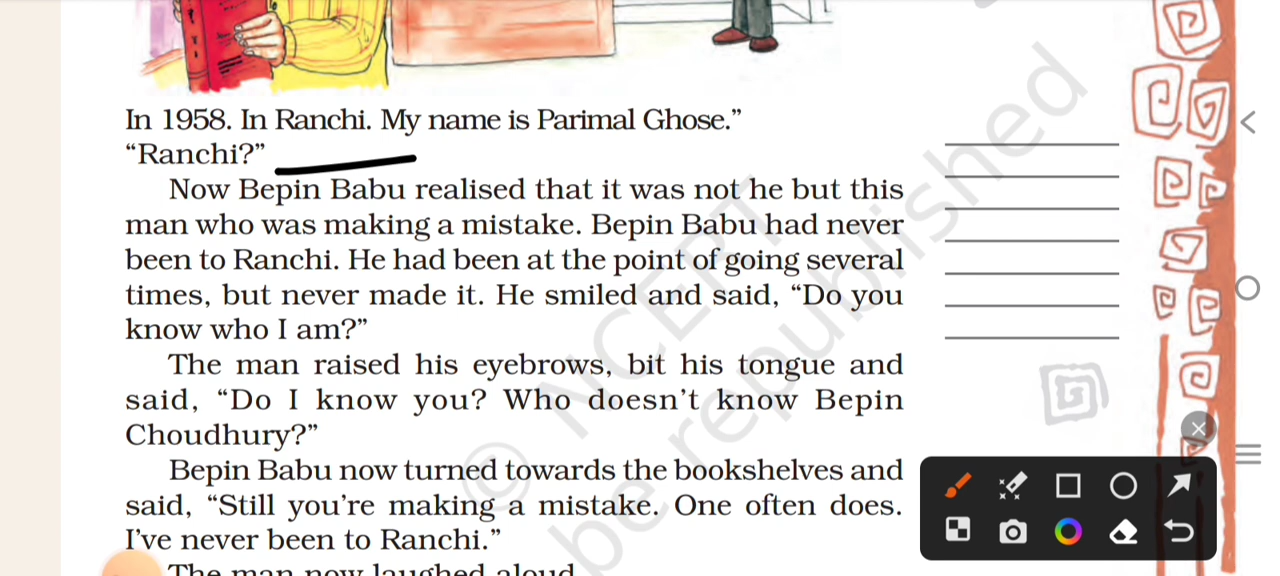 In 1958. In Ranchi. My name is Parimal Ghose.”
“Ranchi?”
Now Bepin Babu realised that it was not he but this
man who was making a mistake. Bepin Babu had never
been to Ranchi. He had been at the point of going several
times, but never made it. He smiled and said, “Do you
know who I am?”
The man raised his eyebrows, bit his tongue and
said, “Do I know you? Who doesn’t know Bepin
Choudhury?”
Bepin Babu now turned towards the bookshelves and
said, “Still you’re making a mistake. One often does.
I’ve never been to Ranchi.”
The man now laughed aloud.
© NCERT
be republished